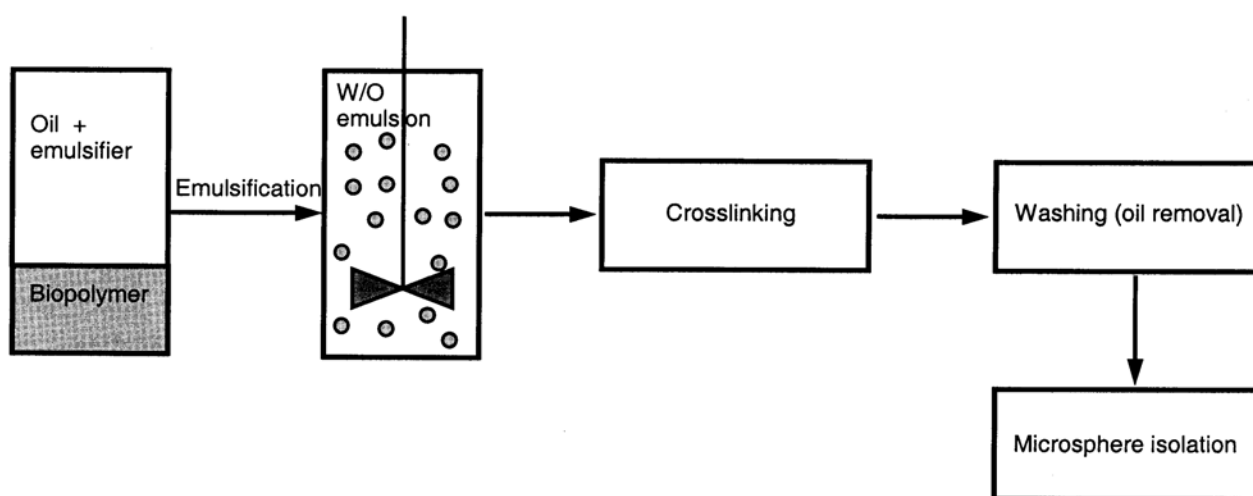 Oil +
emulsifier
Biopolymer
Emulsification
W/O
emulsion
Crosslinking
Washing (oil removal)
Microsphere isolation